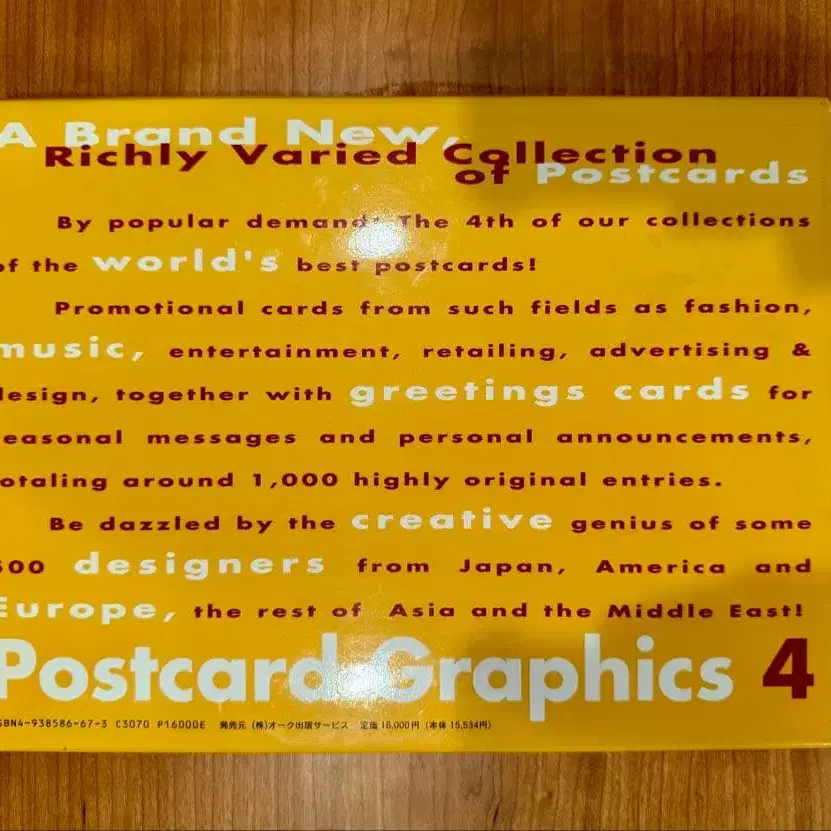 A Brand New,
Richly Varied Collection
of Postcards
By popular demand: The 4th of our collections
of the world's best postcards!
Promotional cards from such fields as fashion,
music, entertainment, retailing, advertising &
design, together with greetings cards for
seasonal messages and personal announcements,
totaling around 1,000 highly original entries.
Be dazzled by the creative genius of some
designers from Japan, America and
Europe, the rest of Asia and the Middle East!
Postcard Graphics 4
ISBN4-938586-67-3 C3070 P16000E 発売元 (株)オーク出版サービス 定価 16,000円 (本体 15,534円)